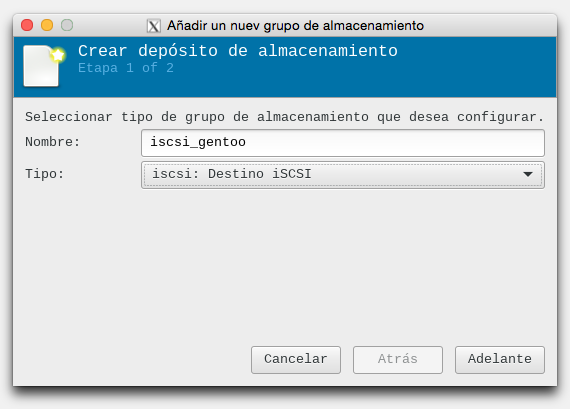 Añadir un nuev grupo de almacenamiento
Crear depósito de almacenamiento
Etapa 1 of 2
Seleccionar tipo de grupo de almacenamiento que desea configurar.
Nombre: iscsi_gentoo
Tipo: iscsi: Destino iSCSI
Cancelar Atrás Adelante